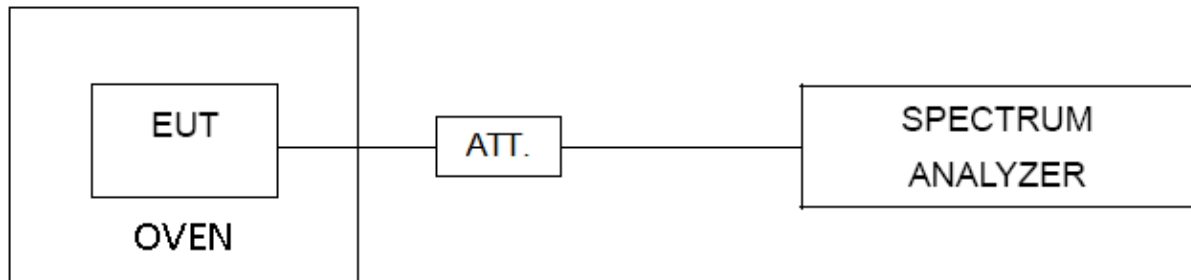 EUT
OVEN
ATT.
SPECTRUM
ANALYZER